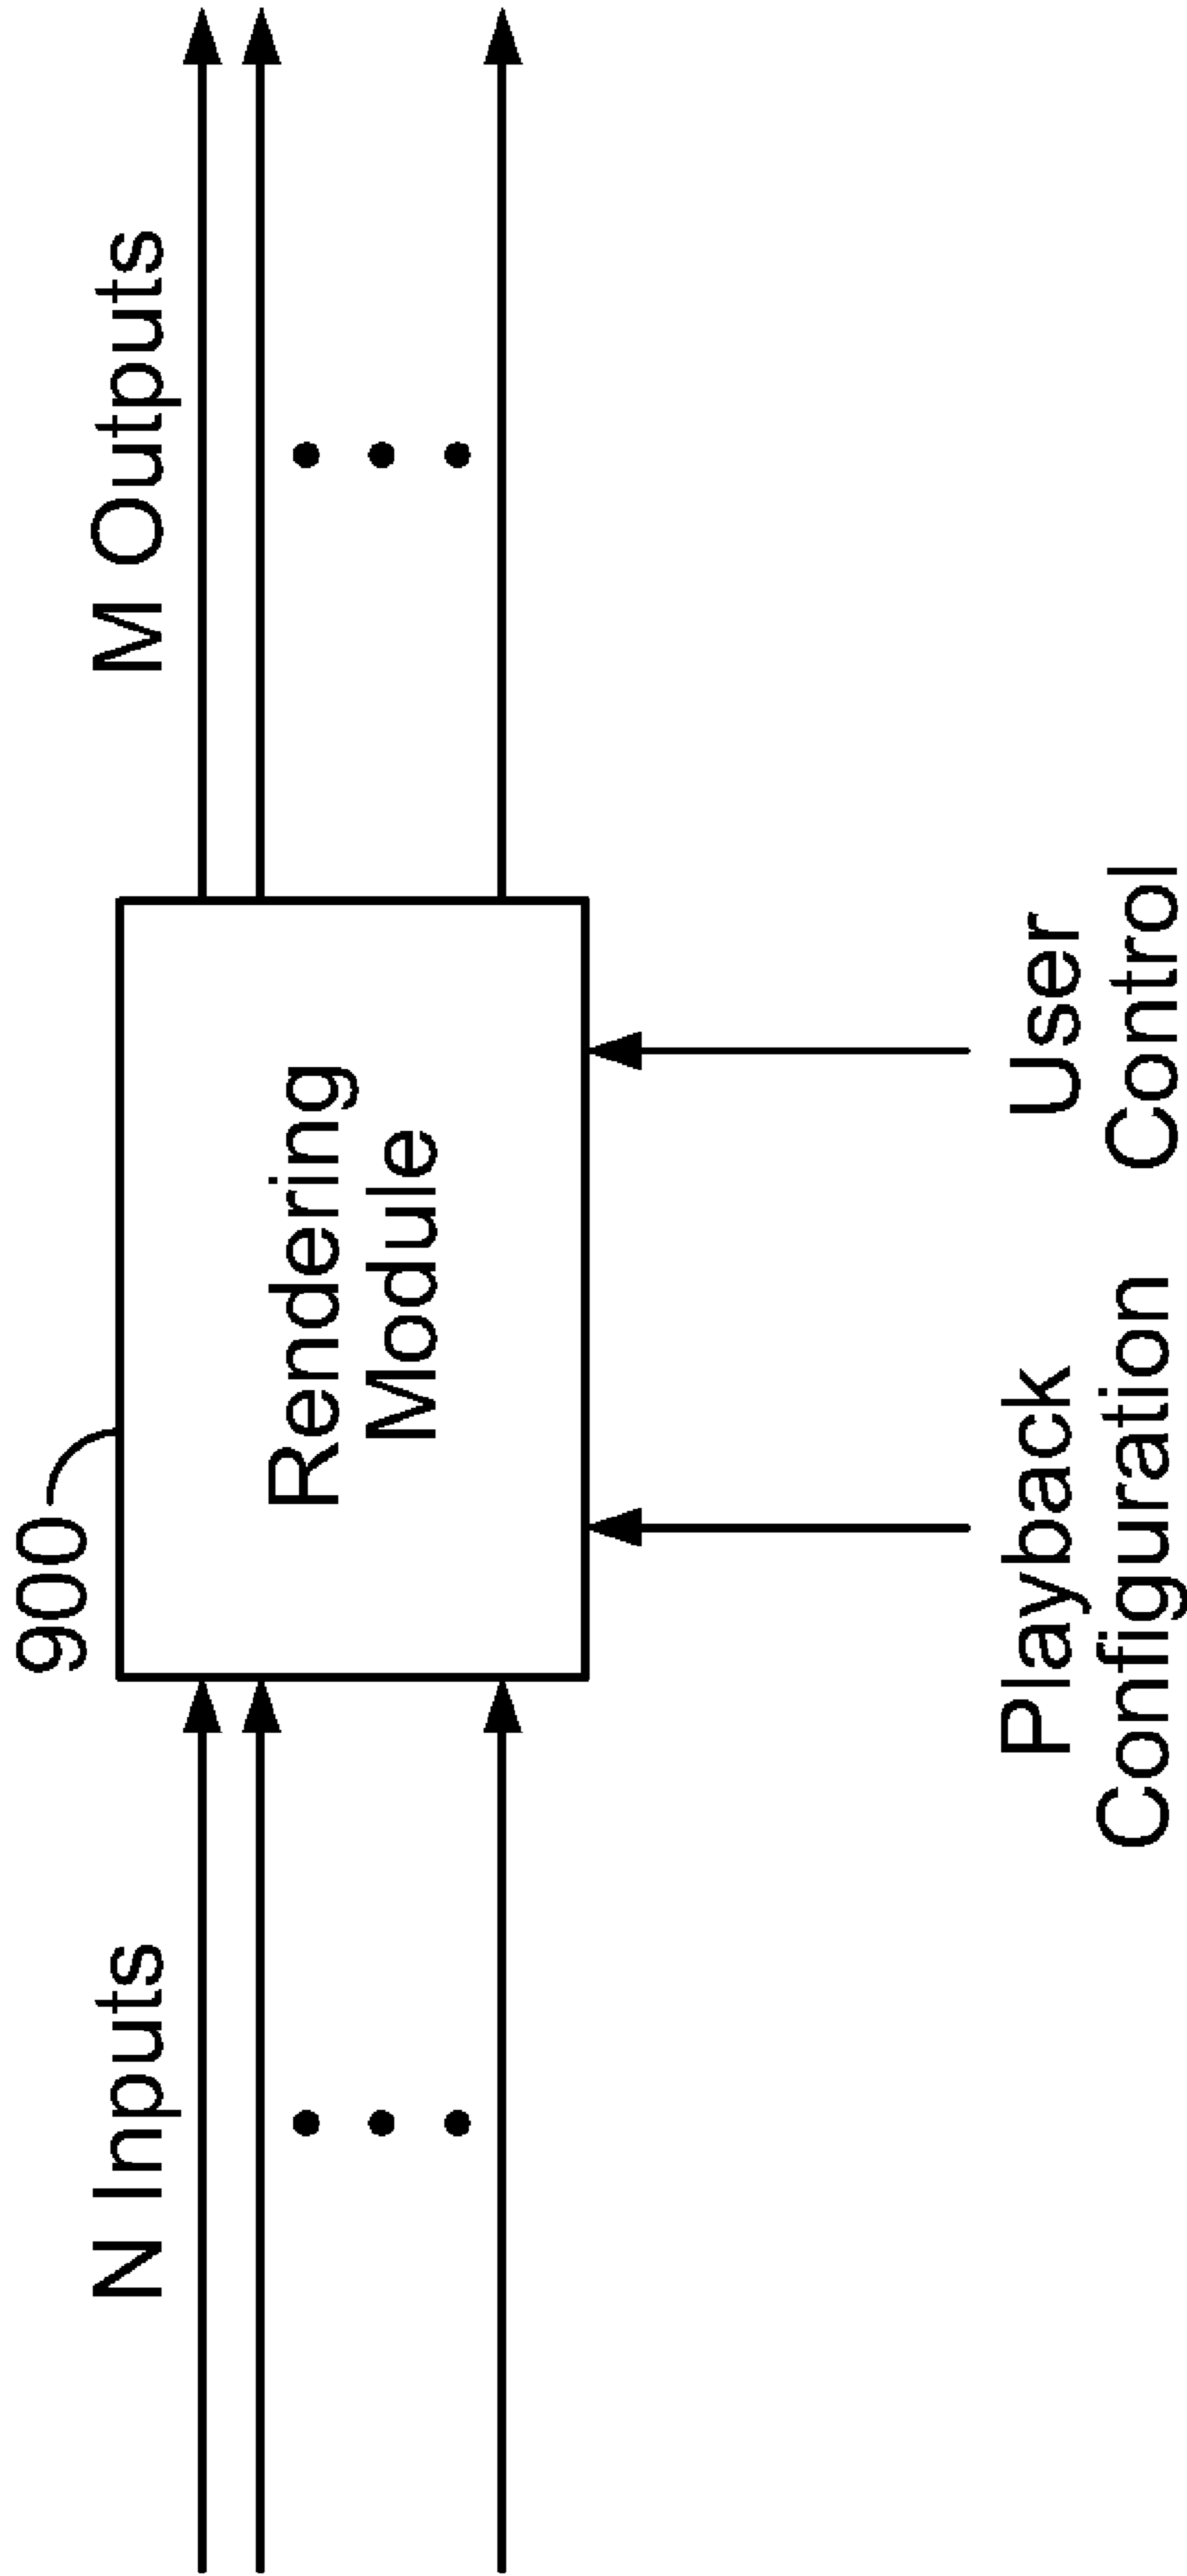 N Inputs
900
Rendering
Module
M Outputs
Playback
Configuration
User
Control